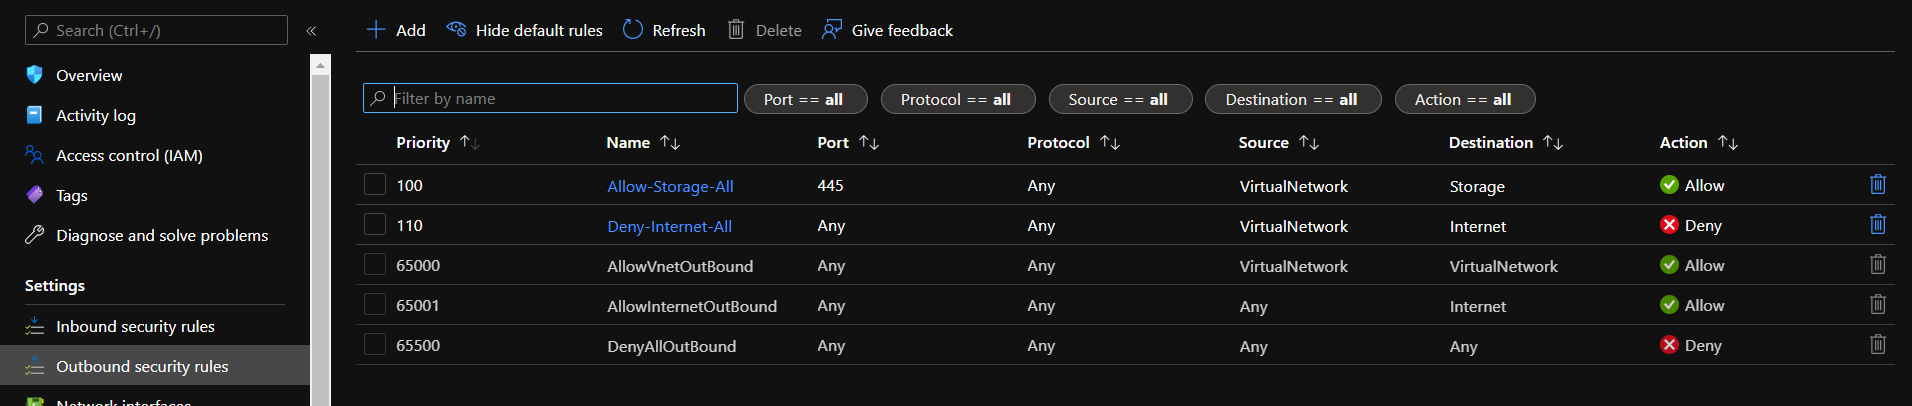 Search (Ctrl+/)
«
Overview
Activity log
Access control (IAM)
Tags
Diagnose and solve problems
Settings
Inbound security rules
Outbound security rules
Network interfaces
Add Hide default rules Refresh Delete Give feedback
Filter by name Port == all Protocol == all Source == all Destination == all Action == all
Priority Name Port Protocol Source Destination Action
100 Allow-Storage-All 445 Any VirtualNetwork Storage Allow
110 Deny-Internet-All Any Any VirtualNetwork Internet Deny
65000 AllowVnetOutBound Any Any VirtualNetwork VirtualNetwork Allow
65001 AllowInternetOutBound Any Any Any Internet Allow
65500 DenyAllOutBound Any Any Any Any Deny